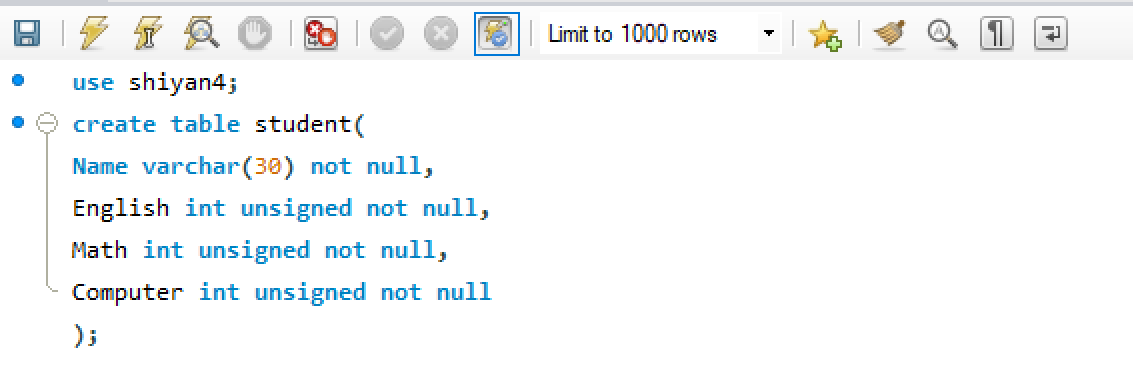 Limit to 1000 rows
use shiyan4;
create table student(
Name varchar(30) not null,
English int unsigned not null,
Math int unsigned not null,
Computer int unsigned not null
);